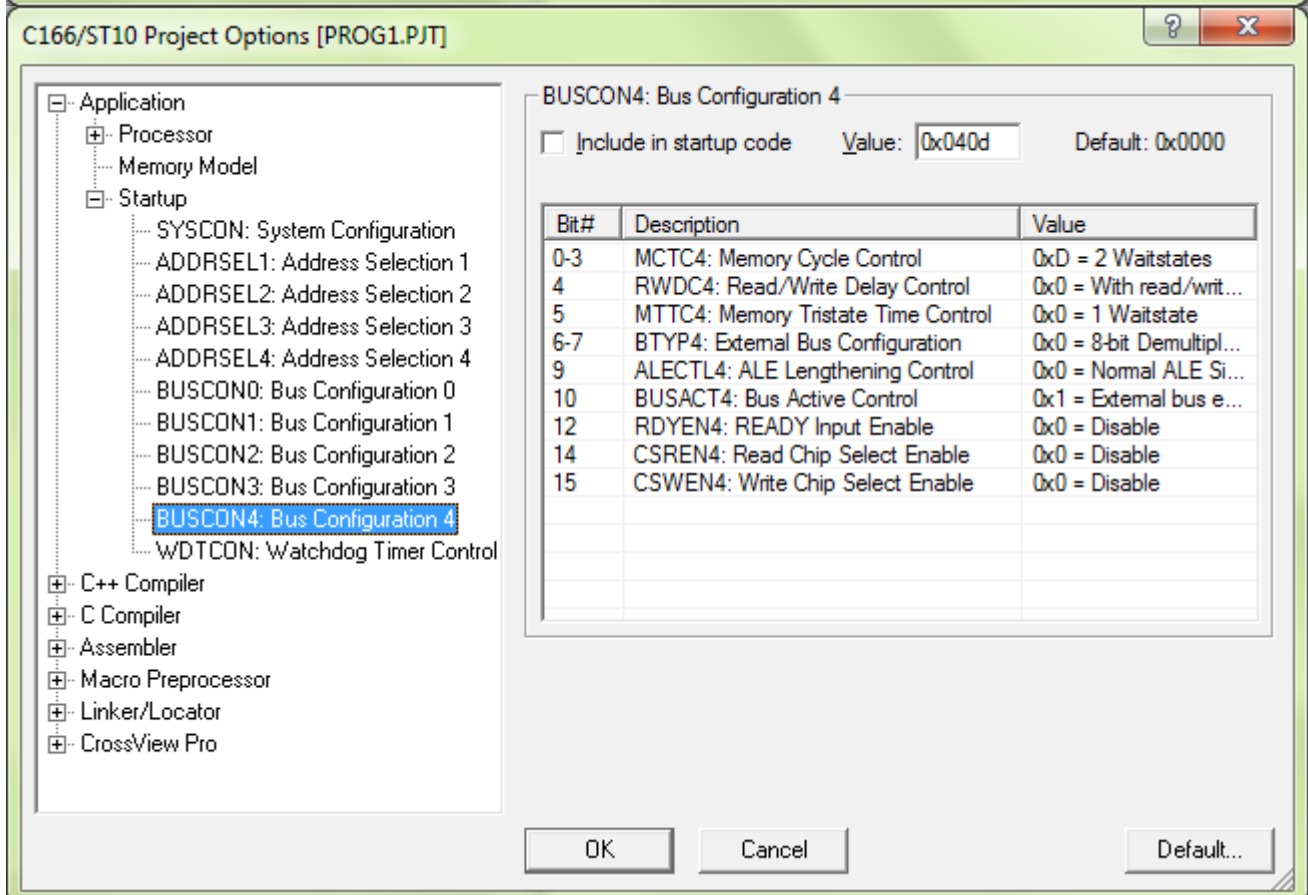 C166/ST10 Project Options [PROG1.PJT]
Application
Processor
Memory Model
Startup
SYSCON: System Configuration
ADDRSEL1: Address Selection 1
ADDRSEL2: Address Selection 2
ADDRSEL3: Address Selection 3
ADDRSEL4: Address Selection 4
BUSCON0: Bus Configuration 0
BUSCON1: Bus Configuration 1
BUSCON2: Bus Configuration 2
BUSCON3: Bus Configuration 3
BUSCON4: Bus Configuration 4
WDTCON: Watchdog Timer Control
C++ Compiler
C Compiler
Assembler
Macro Preprocessor
Linker/Locator
CrossView Pro
BUSCON4: Bus Configuration 4
Include in startup code Value: 0x040d Default: 0x0000
Bit# Description Value
0-3 MCTC4: Memory Cycle Control 0xD = 2 Waitstates
4 RWDC4: Read/Write Delay Control 0x0 = With read/writ...
5 MTTC4: Memory Tristate Time Control 0x0 = 1 Waitstate
6-7 BTYP4: External Bus Configuration 0x0 = 8-bit Demultipl...
9 ALECTL4: ALE Lengthening Control 0x0 = Normal ALE Si...
10 BUSACT4: Bus Active Control 0x1 = External bus e...
12 RDYEN4: READY Input Enable 0x0 = Disable
14 CSREN4: Read Chip Select Enable 0x0 = Disable
15 CSWEN4: Write Chip Select Enable 0x0 = Disable
OK Cancel Default...